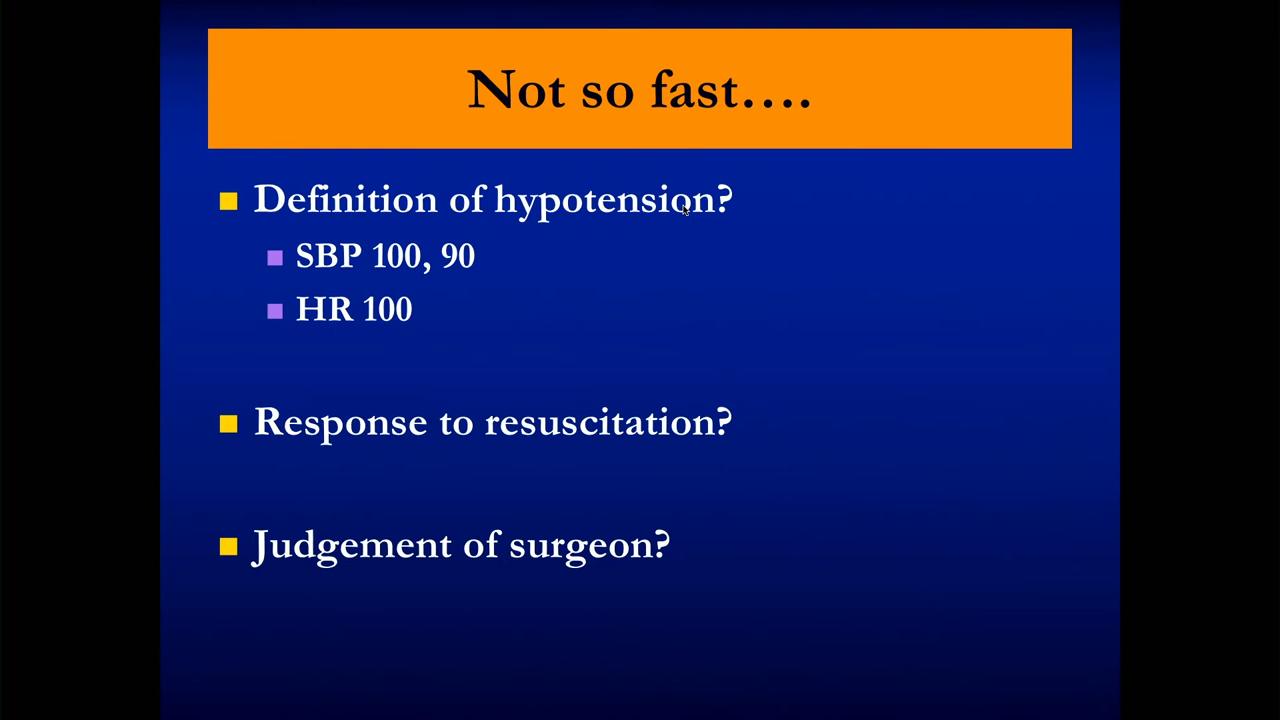 Not so fast....
Definition of hypotension?
SBP 100, 90
HR 100
Response to resuscitation?
Judgement of surgeon?